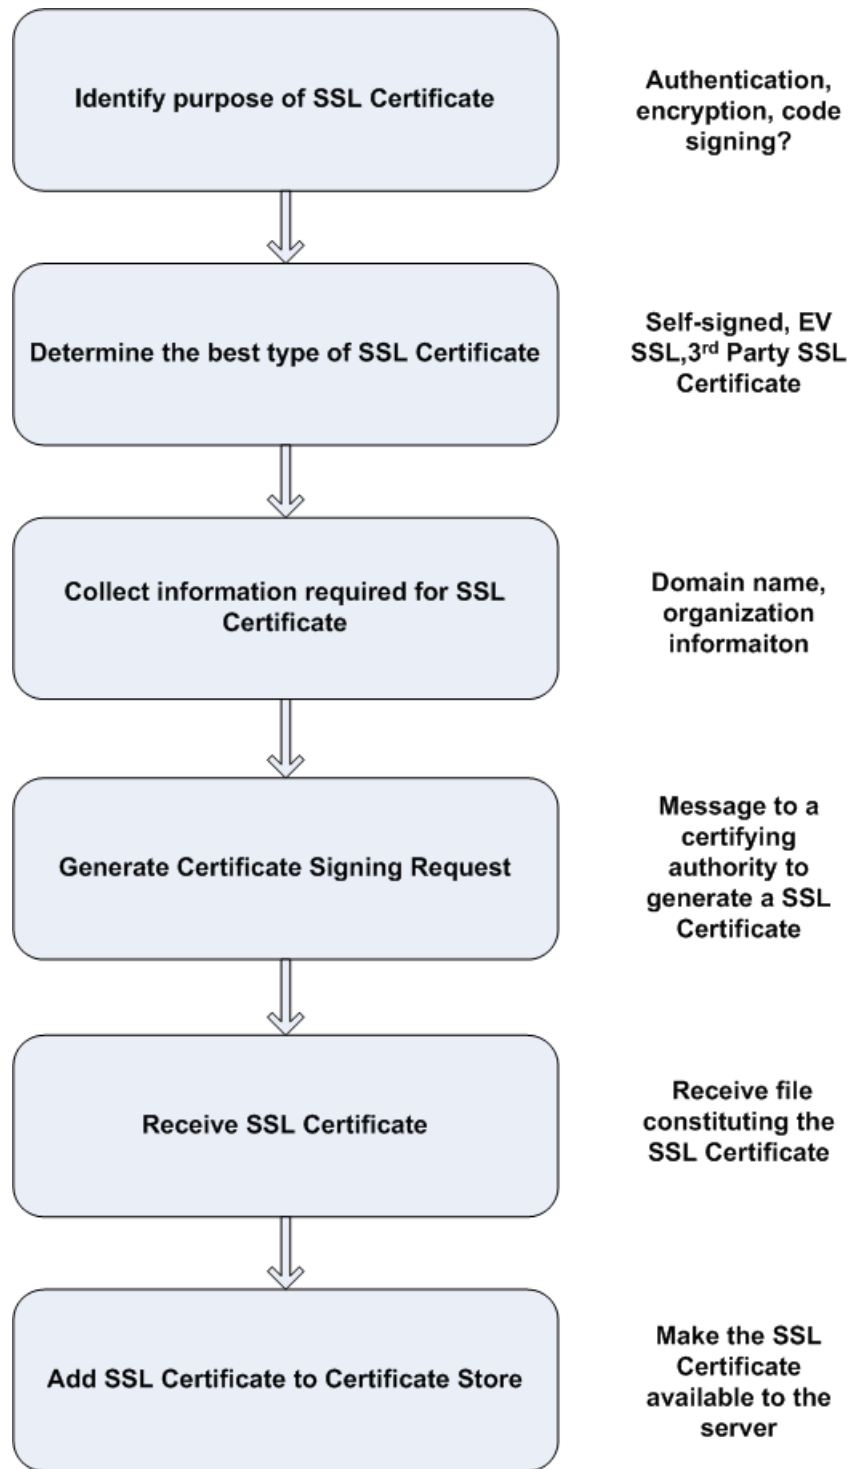 Identify purpose of SSL Certificate
Authentication,
encryption, code
signing?
Determine the best type of SSL Certificate
Self-signed, EV
SSL,3rd Party SSL
Certificate
Collect information required for SSL
Certificate
Domain name,
organization
informaiton
Generate Certificate Signing Request
Message to a
certifying
authority to
generate a SSL
Certificate
Receive SSL Certificate
Receive file
constituting the
SSL Certificate
Add SSL Certificate to Certificate Store
Make the SSL
Certificate
available to the
server